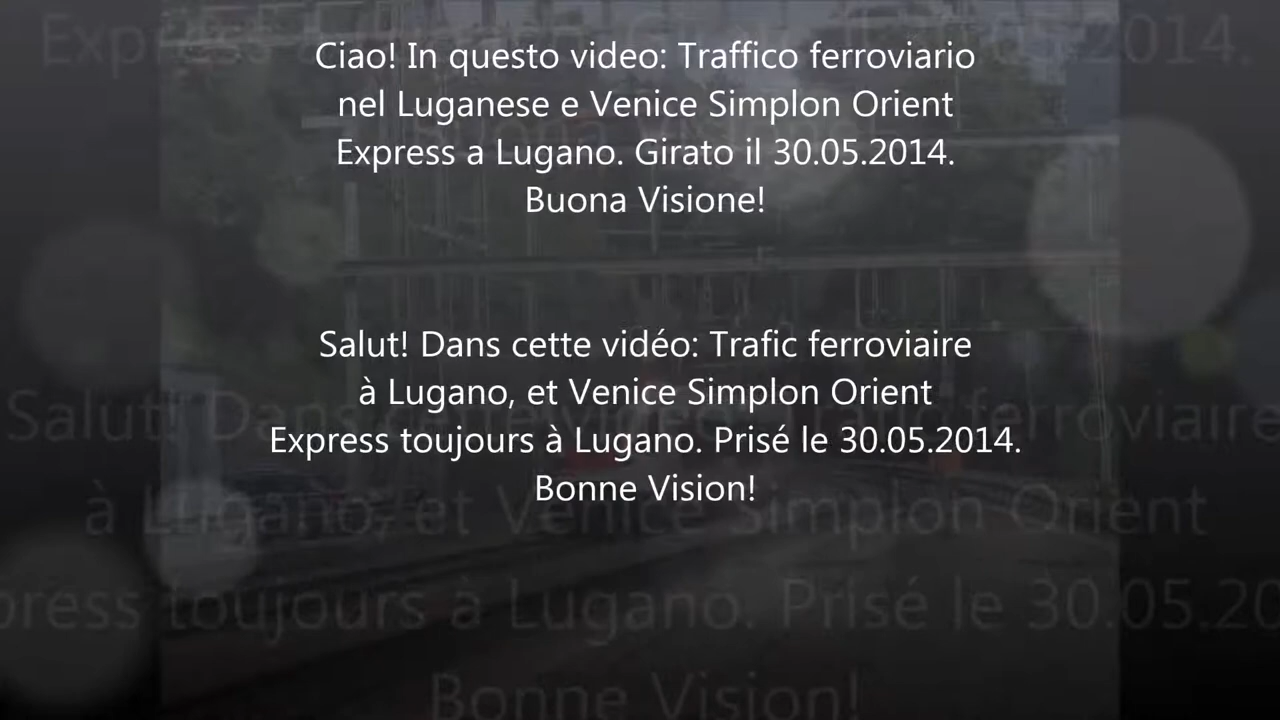 Ciao! In questo video: Traffico ferroviario
nel Luganese e Venice Simplon Orient
Express a Lugano. Girato il 30.05.2014.
Buona Visione!
Salut! Dans cette vidéo: Trafic ferroviaire
à Lugano, et Venice Simplon Orient
Express toujours à Lugano. Prisé le 30.05.2014.
Bonne Vision!